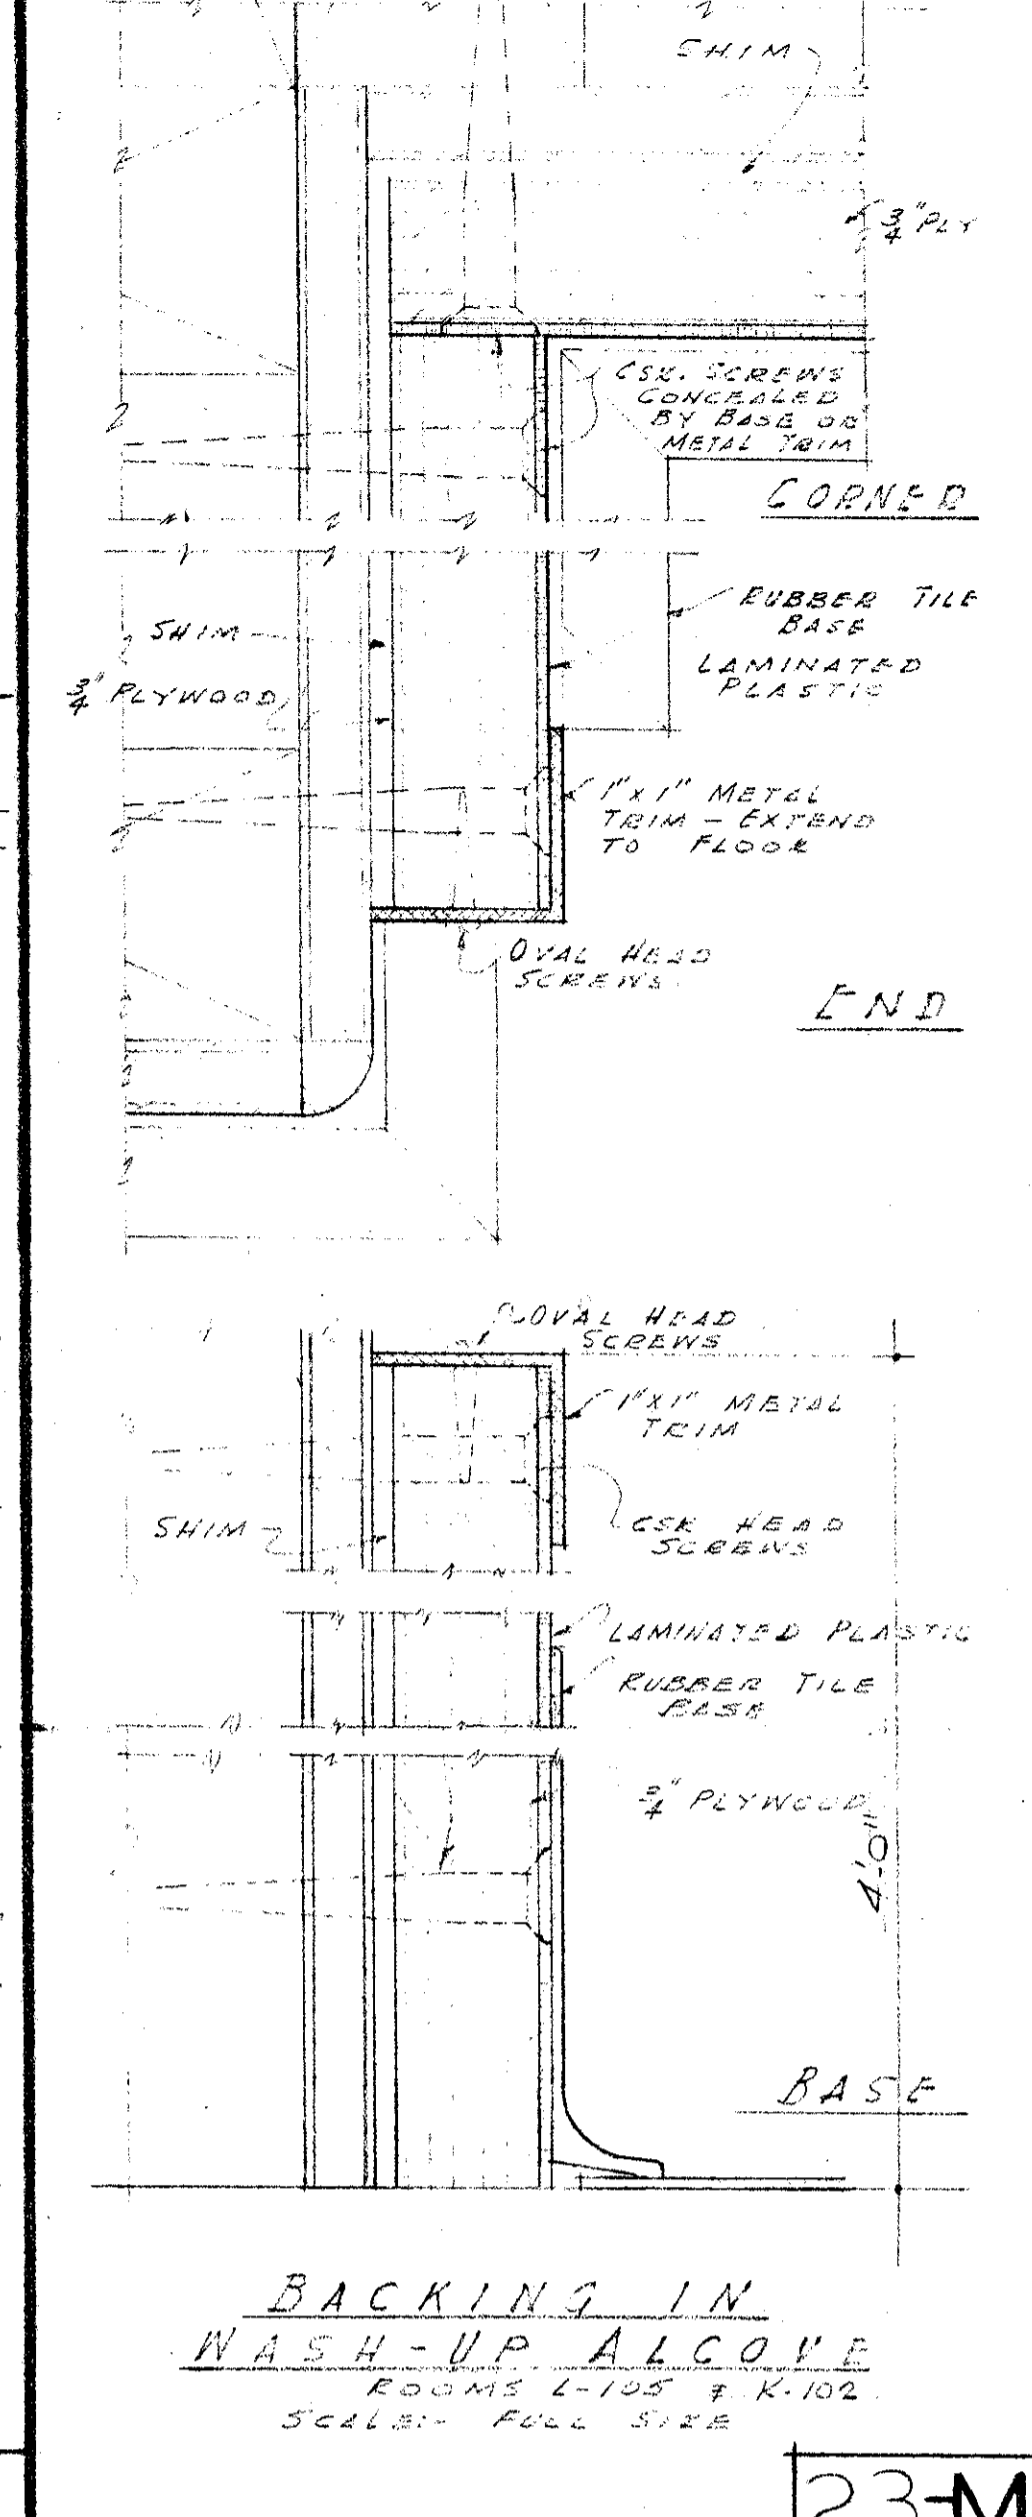 SHIM
3/4" PLY
CSK. SCREWS
CONCEALED
BY BASE OR
METAL TRIM
CORNER
RUBBER TILE
BASE
SHIM
LAMINATED
PLASTIC
3/4" PLYWOOD
1"X1" METAL
TRIM - EXTEND
TO FLOOR
OVAL HEAD
SCREWS
END
OVAL HEAD
SCREWS
1"X1" METAL
TRIM
SHIM
CSK HEAD
SCREWS
LAMINATED PLASTIC
RUBBER TILE
BASE
3/4" PLYWOOD
4'-0"
BASE
BACKING IN
WASH-UP ALCOVE
ROOMS L-105 & K-102
SCALE:- FULL SIZE
23-M